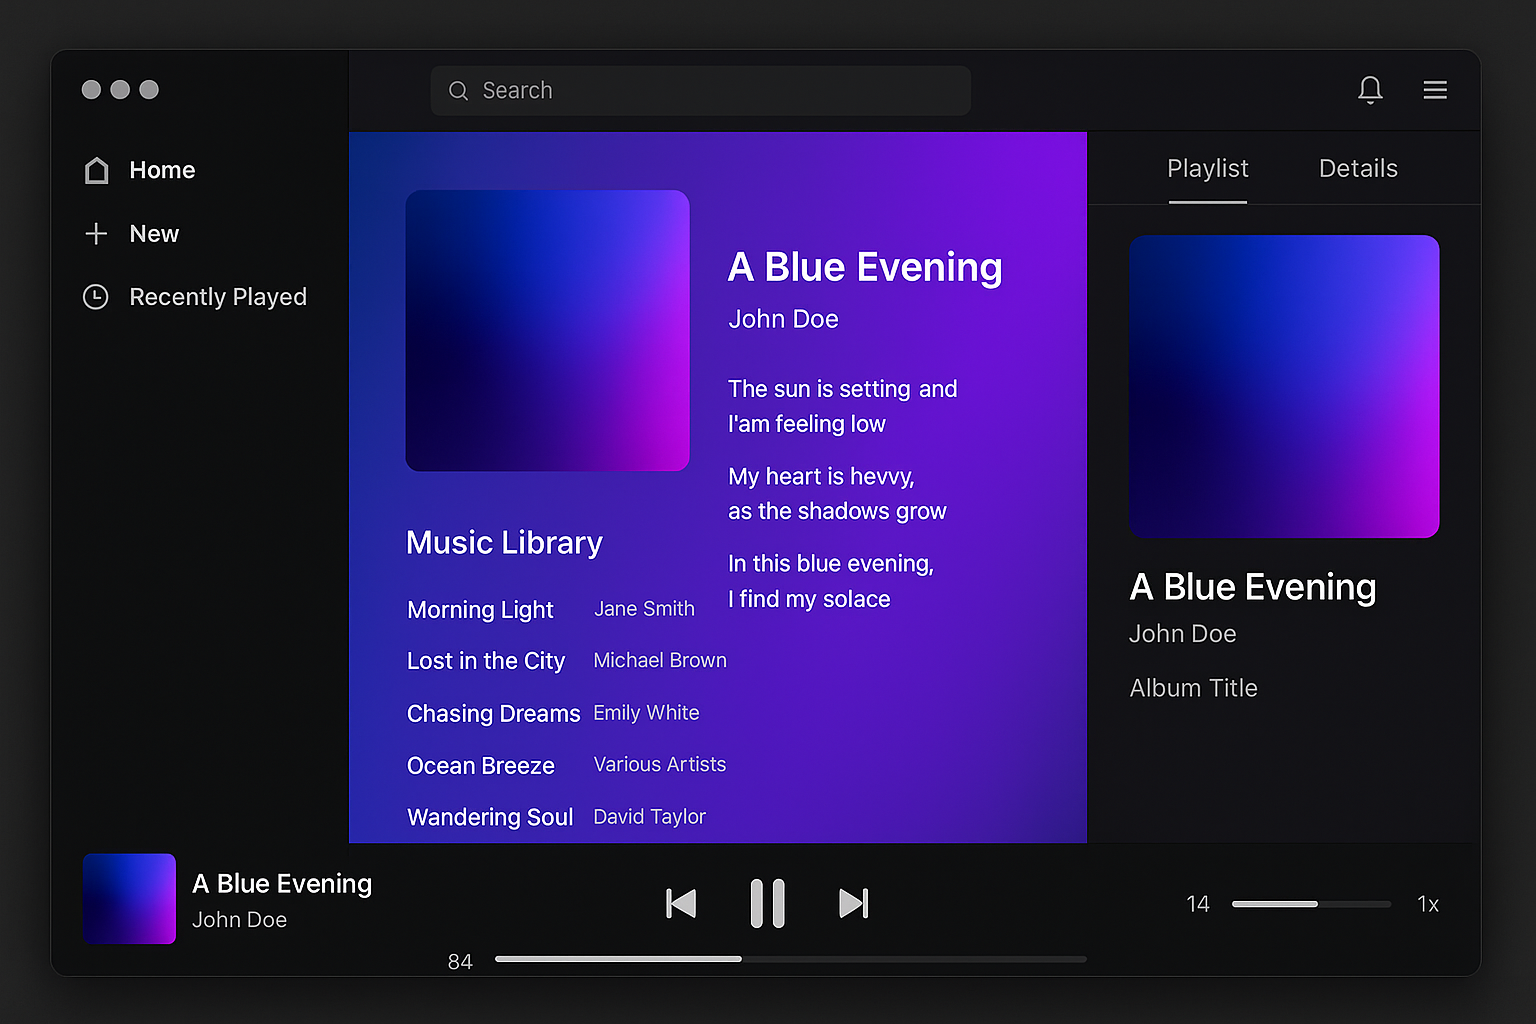 Search
Home
New
Recently Played
A Blue Evening
John Doe
The sun is setting and
I'am feeling low
My heart is hevvy,
as the shadows grow
In this blue evening,
I find my solace
Music Library
Morning Light Jane Smith
Lost in the City Michael Brown
Chasing Dreams Emily White
Ocean Breeze Various Artists
Wandering Soul David Taylor
Playlist Details
A Blue Evening
John Doe
Album Title
A Blue Evening
John Doe
84
14 1x